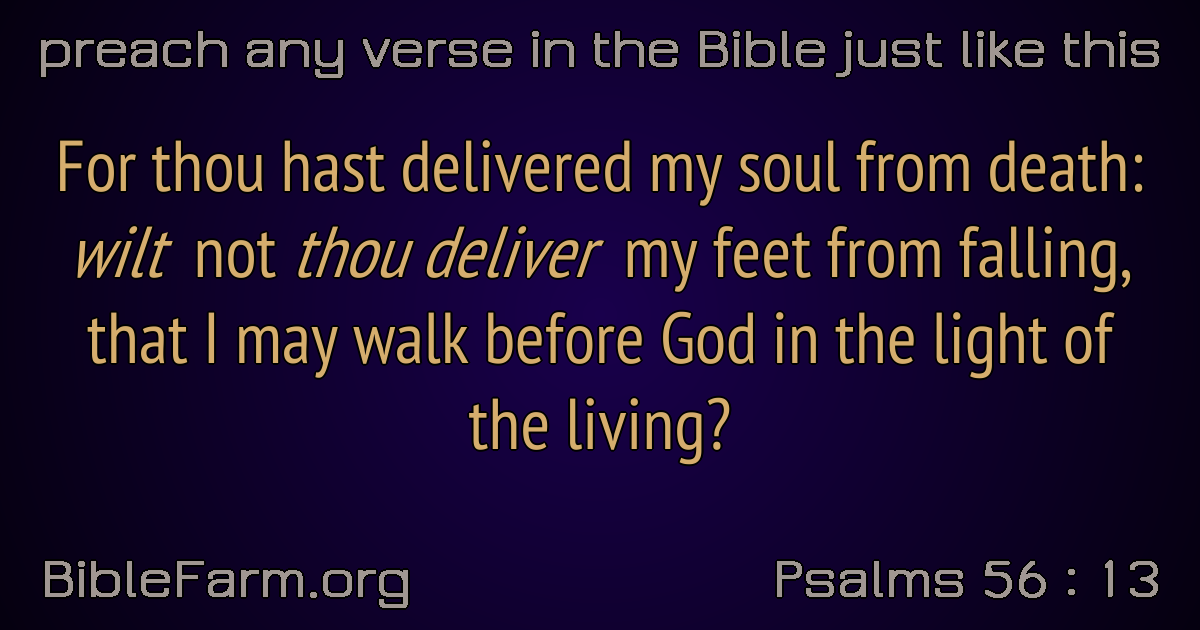 preach any verse in the Bible just like this
For thou hast delivered my soul from death:
wilt not thou deliver my feet from falling,
that I may walk before God in the light of
the living?
BibleFarm.org
Psalms 56 : 13